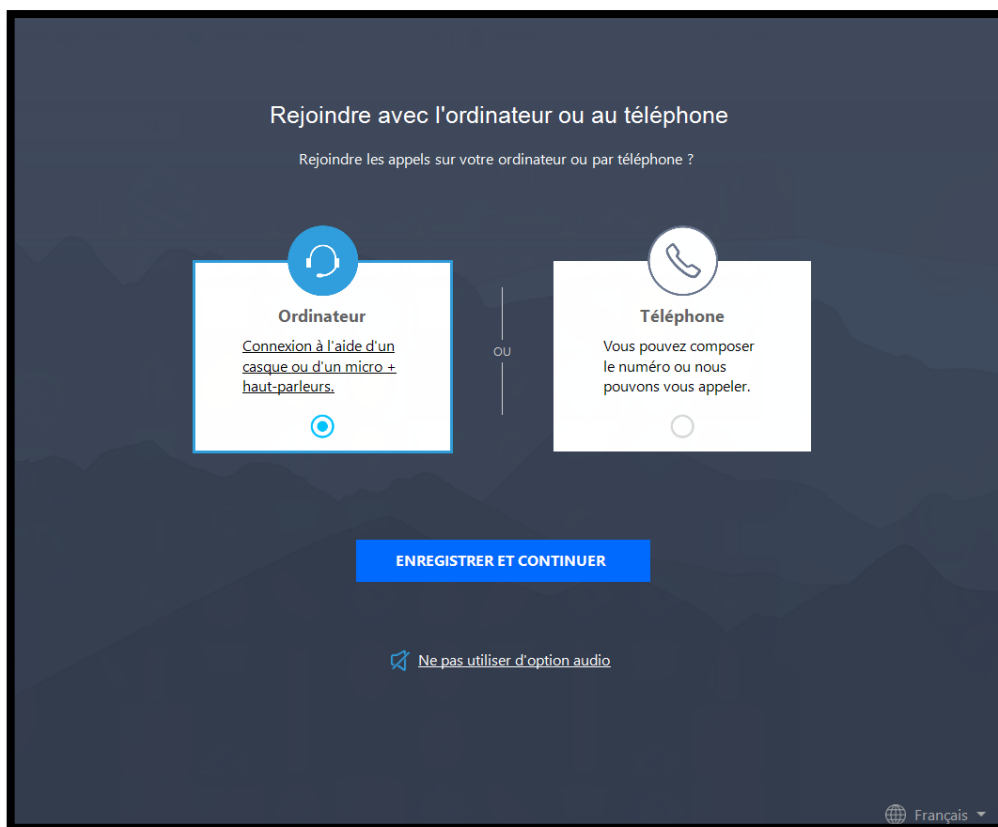 Rejoindre avec l'ordinateur ou au téléphone
Rejoindre les appels sur votre ordinateur ou par téléphone ?
Ordinateur
Connexion à l'aide d'un
casque ou d'un micro +
haut-parleurs.
OU
Téléphone
Vous pouvez composer
le numéro ou nous
pouvons vous appeler.
ENREGISTRER ET CONTINUER
Ne pas utiliser d'option audio
Français